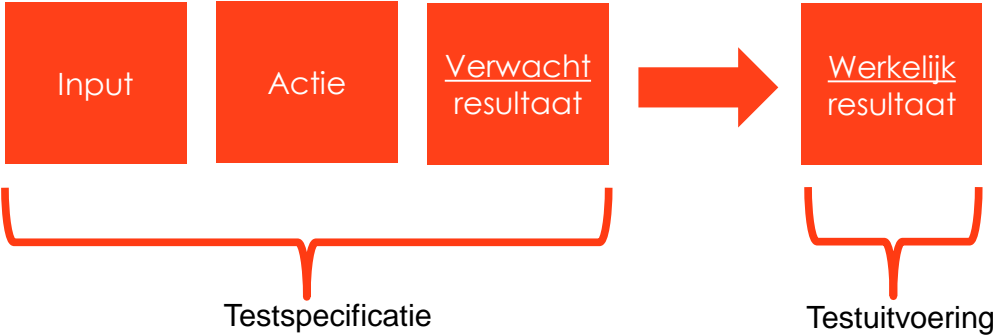 Input
Actie
Verwacht
resultaat
Werkelijk
resultaat
Testspecificatie
Testuitvoering